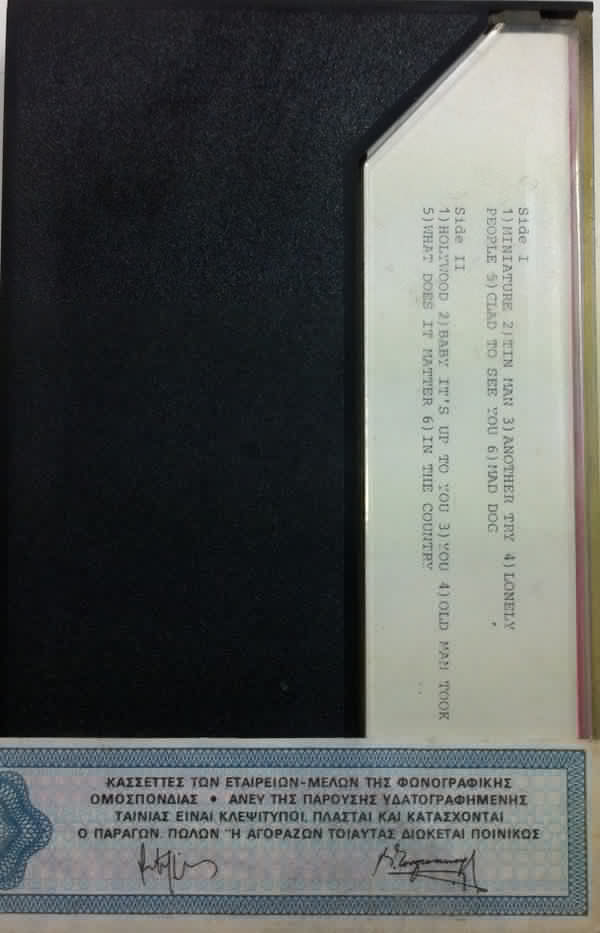 Side I
1)MINIATURE 2)TIN MAN 3)ANOTHER TRY 4)LONELY
PEOPLE 5)CLAD TO SEE YOU 6)MAD DOG
Side II
1)HOLYWOOD 2)BABY IT'S UP TO YOU 3)YOU 4)OLD MAN TOOK
5)WHAT DOES IT MATTER 6)IN THE COUNTRY
ΚΑΣΣΕΤΤΕΣ ΤΩΝ ΕΤΑΙΡΕΙΩΝ-ΜΕΛΩΝ ΤΗΣ ΦΩΝΟΓΡΑΦΙΚΗΣ
ΟΜΟΣΠΟΝΔΙΑΣ • ΑΝΕΥ ΤΗΣ ΠΑΡΟΥΣΗΣ ΥΔΑΤΟΓΡΑΦΗΜΕΝΗΣ
ΤΑΙΝΙΑΣ ΕΙΝΑΙ ΚΛΕΨΙΤΥΠΟΙ, ΠΛΑΣΤΑΙ ΚΑΙ ΚΑΤΑΣΧΟΝΤΑΙ
Ο ΠΑΡΑΓΩΝ. ΠΩΛΩΝ "Η ΑΓΟΡΑΖΩΝ ΤΟΙΑΥΤΑΣ ΔΙΩΚΕΤΑΙ ΠΟΙΝΙΚΩΣ